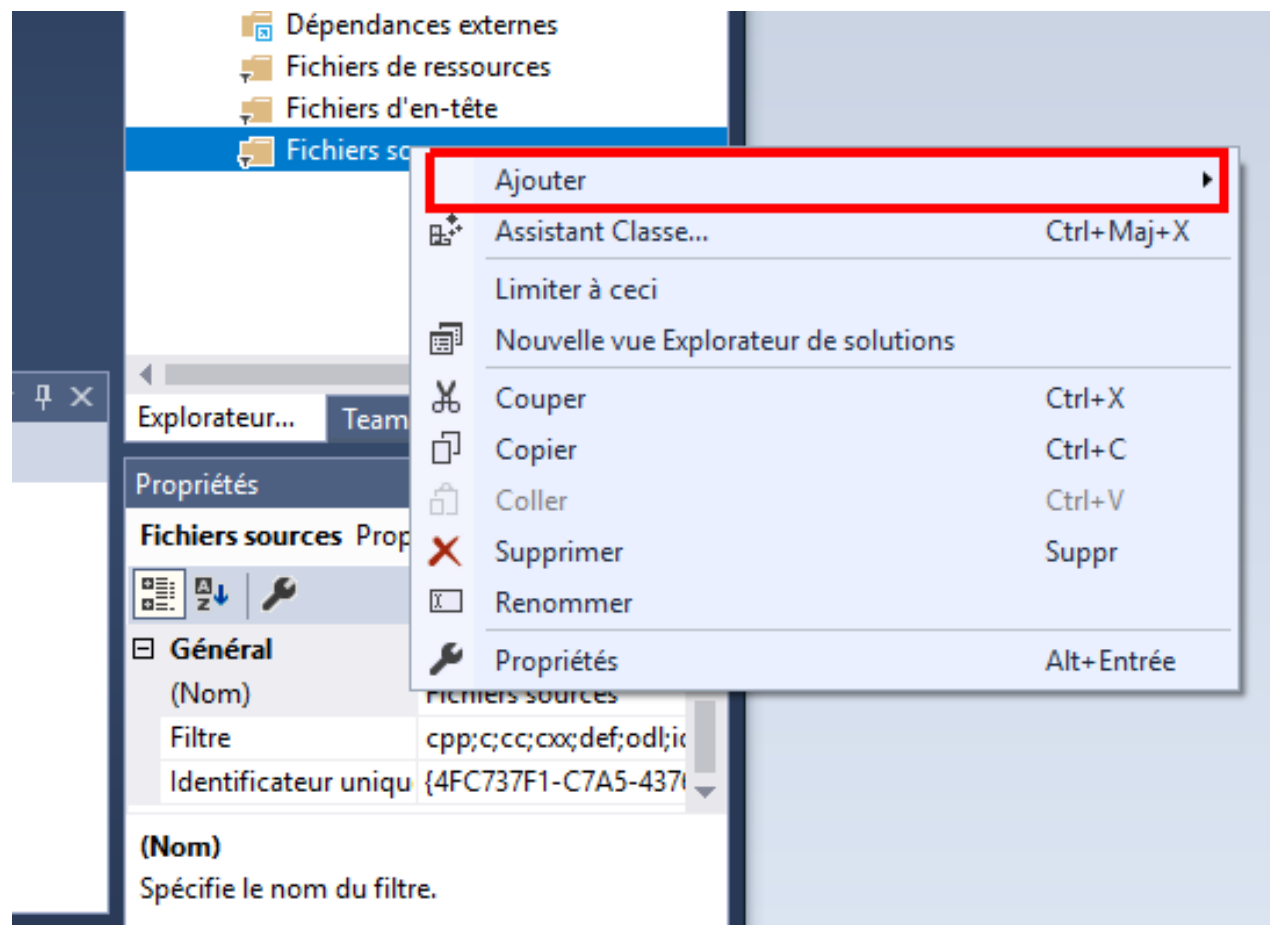 Dépendances externes
Fichiers de ressources
Fichiers d'en-tête
Fichiers so
Ajouter
Assistant Classe... Ctrl+Maj+X
Limiter à ceci
Nouvelle vue Explorateur de solutions
Couper Ctrl+X
Copier Ctrl+C
Coller Ctrl+V
Supprimer Suppr
Renommer
Propriétés Alt+Entrée
Explorateur... Team
Propriétés
Fichiers sources Prop
Général
(Nom) Fichiers sources
Filtre cpp;c;cc;cxx;def;odl;id
Identificateur uniqu {4FC737F1-C7A5-4376
(Nom)
Spécifie le nom du filtre.